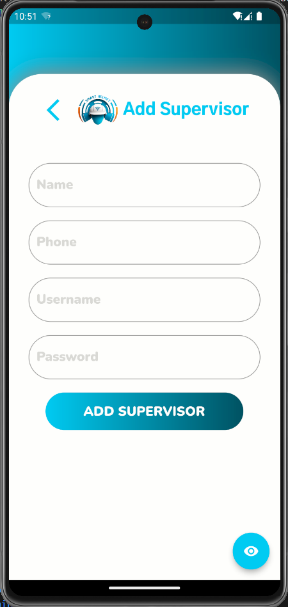 10:51
Add Supervisor
Name
Phone
Username
Password
ADD SUPERVISOR